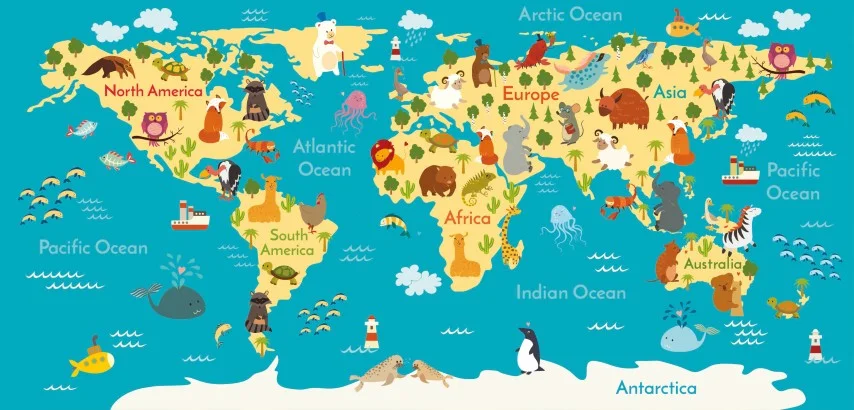 Arctic Ocean
North America
Europe
Asia
Atlantic
Ocean
Pacific
Ocean
Africa
South
America
Pacific Ocean
Australia
Indian Ocean
Antarctica